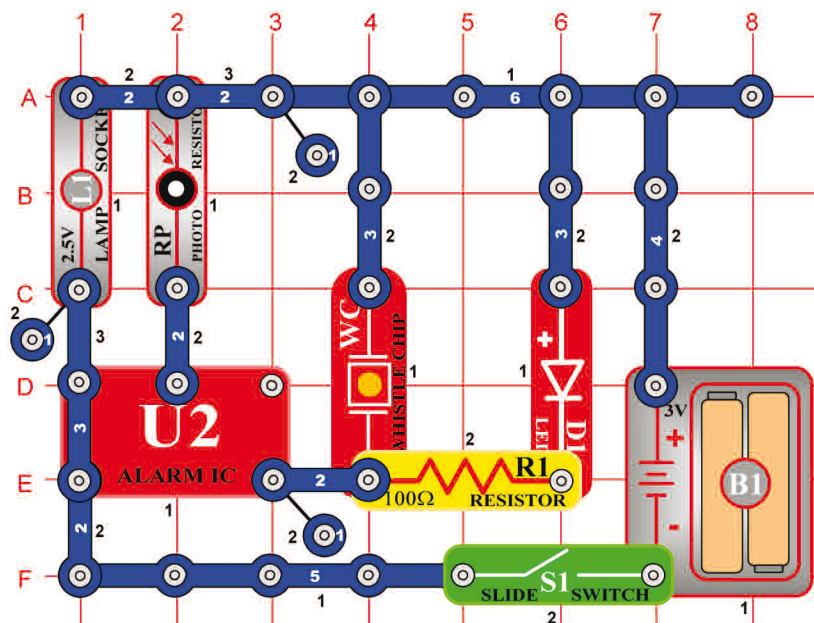 1 2 3 4 5 6 7 8
2 3 1
A 2 2 6
SOCKET
RESISTOR
1
2
B L1 1 1
2.5V LAMP
RP PHOTO
3 2 3 2 4 2
C
2
1 3 2 2
WC + 
WHISTLE CHIP
1 1
D U2 3V
3 D1
LED
+
2
ALARM IC R1 B1
E 2 100Ω RESISTOR
1 -
2 2 2 1
F 5 S1
SLIDE SWITCH
1 2 1